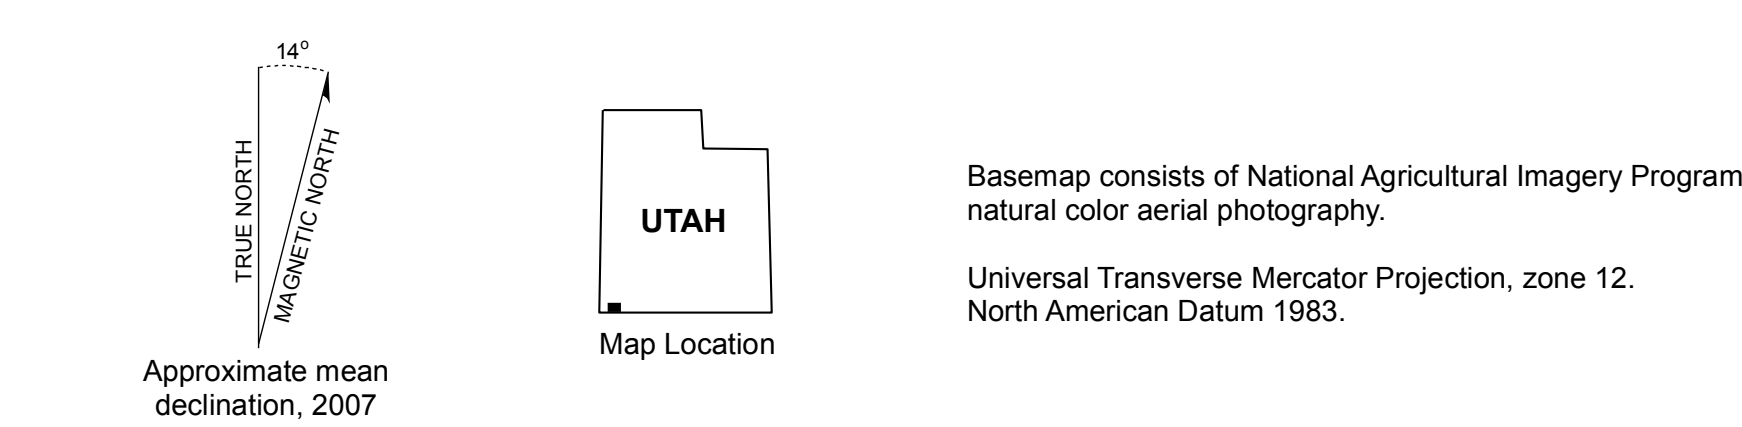 14°
TRUE NORTH
MAGNETIC NORTH
Approximate mean
declination, 2007
UTAH
Map Location
Basemap consists of National Agricultural Imagery Program
natural color aerial photography.
Universal Transverse Mercator Projection, zone 12.
North American Datum 1983.